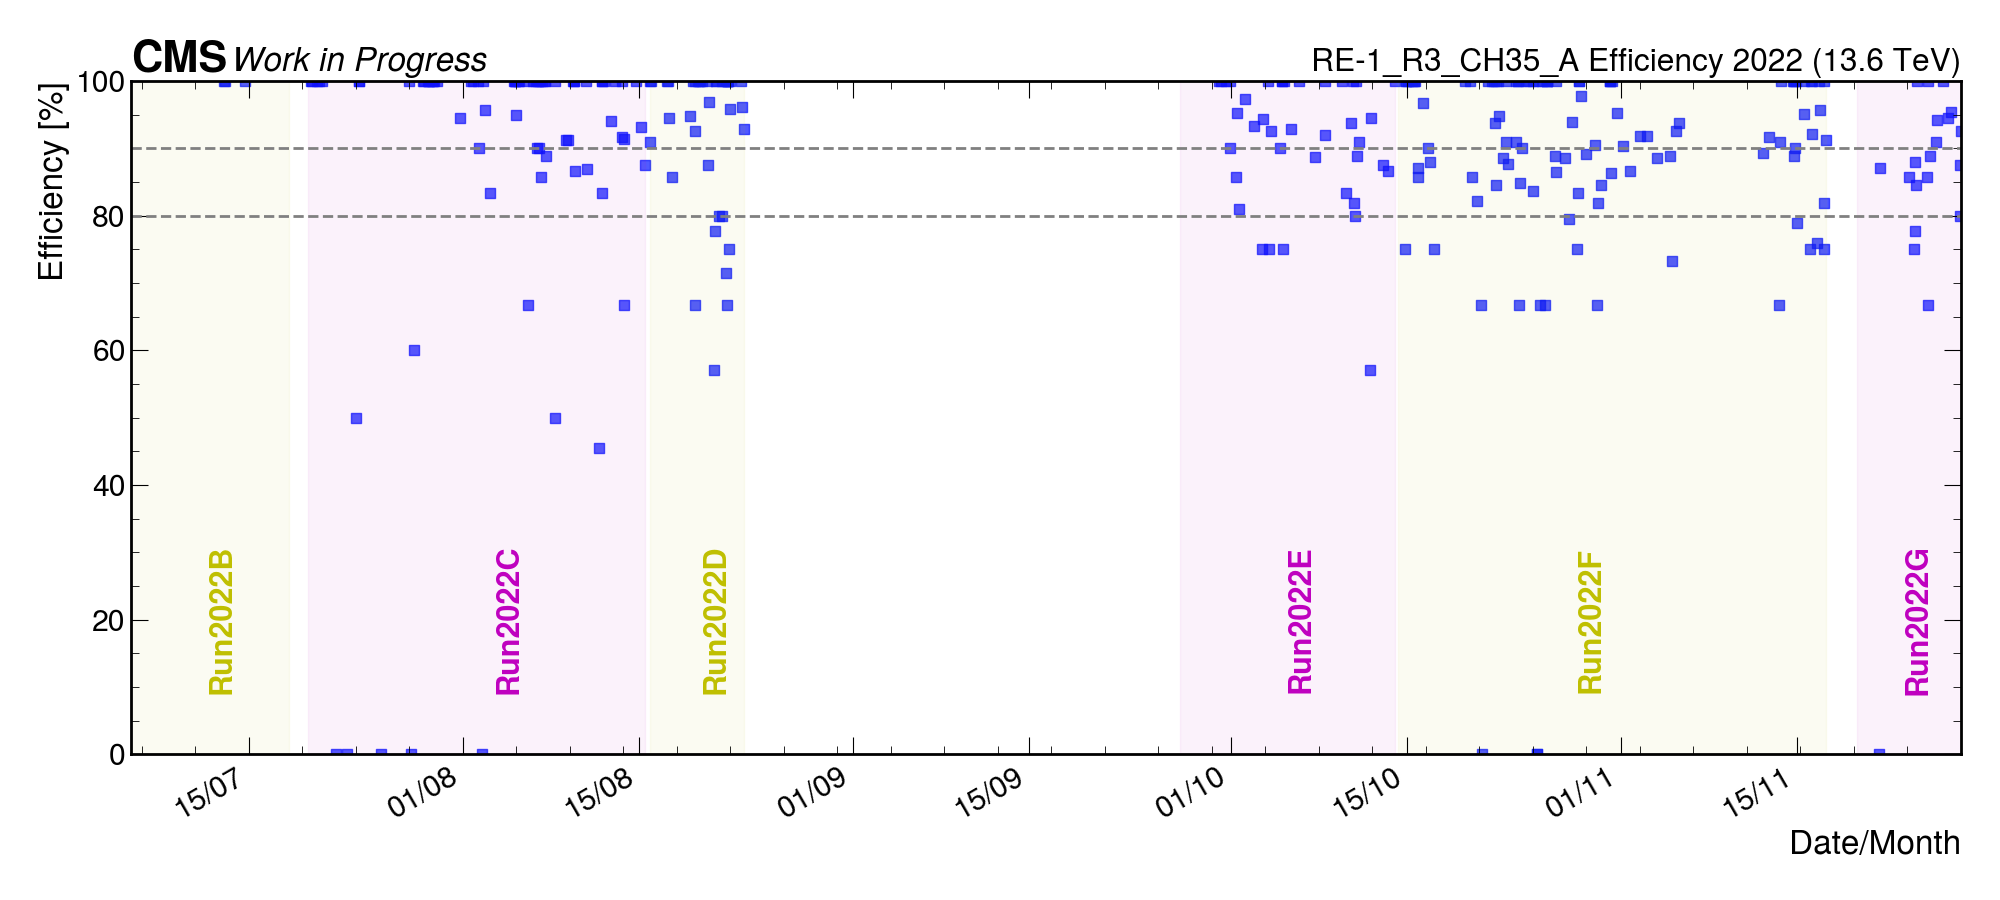 CMS Work in Progress
RE-1_R3_CH35_A Efficiency 2022 (13.6 TeV)
Efficiency [%]
100
80
60
40
20
0
Run2022B
Run2022C
Run2022D
Run2022E
Run2022F
Run2022G
15/07
01/08
15/08
01/09
15/09
01/10
15/10
01/11
15/11
Date/Month